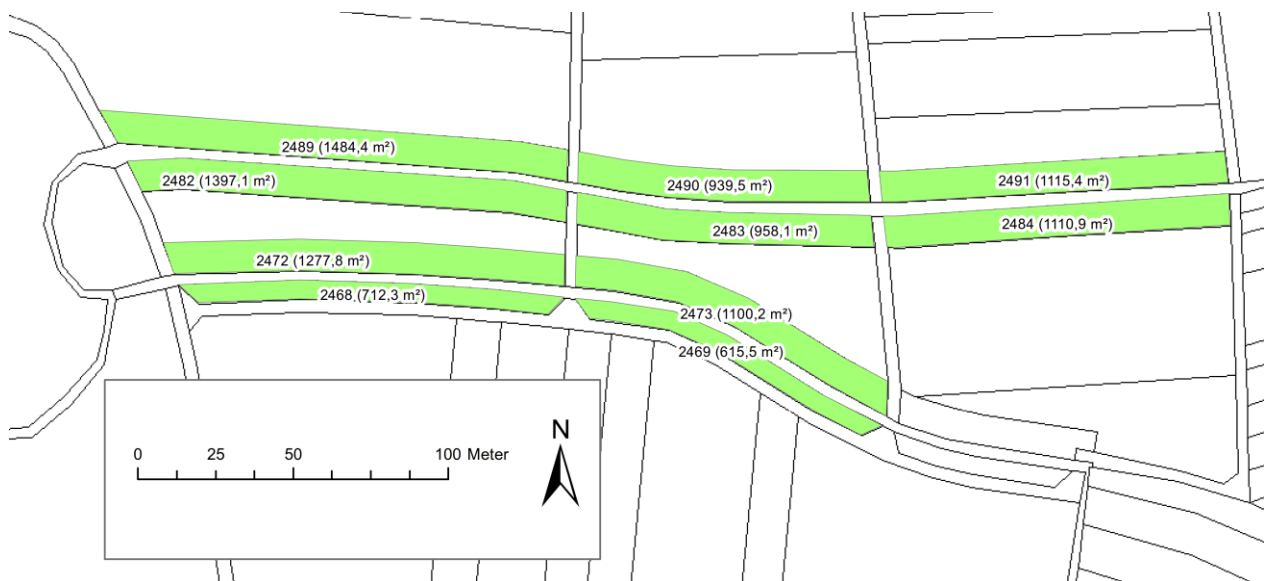 2489 (1484,4 m²)
2482 (1397,1 m²)
2490 (939,5 m²)
2491 (1115,4 m²)
2483 (958,1 m²)
2484 (1110,9 m²)
2472 (1277,8 m²)
2468 (712,3 m²)
2473 (1100,2 m²)
2469 (615,5 m²)
0 25 50 100 Meter
N